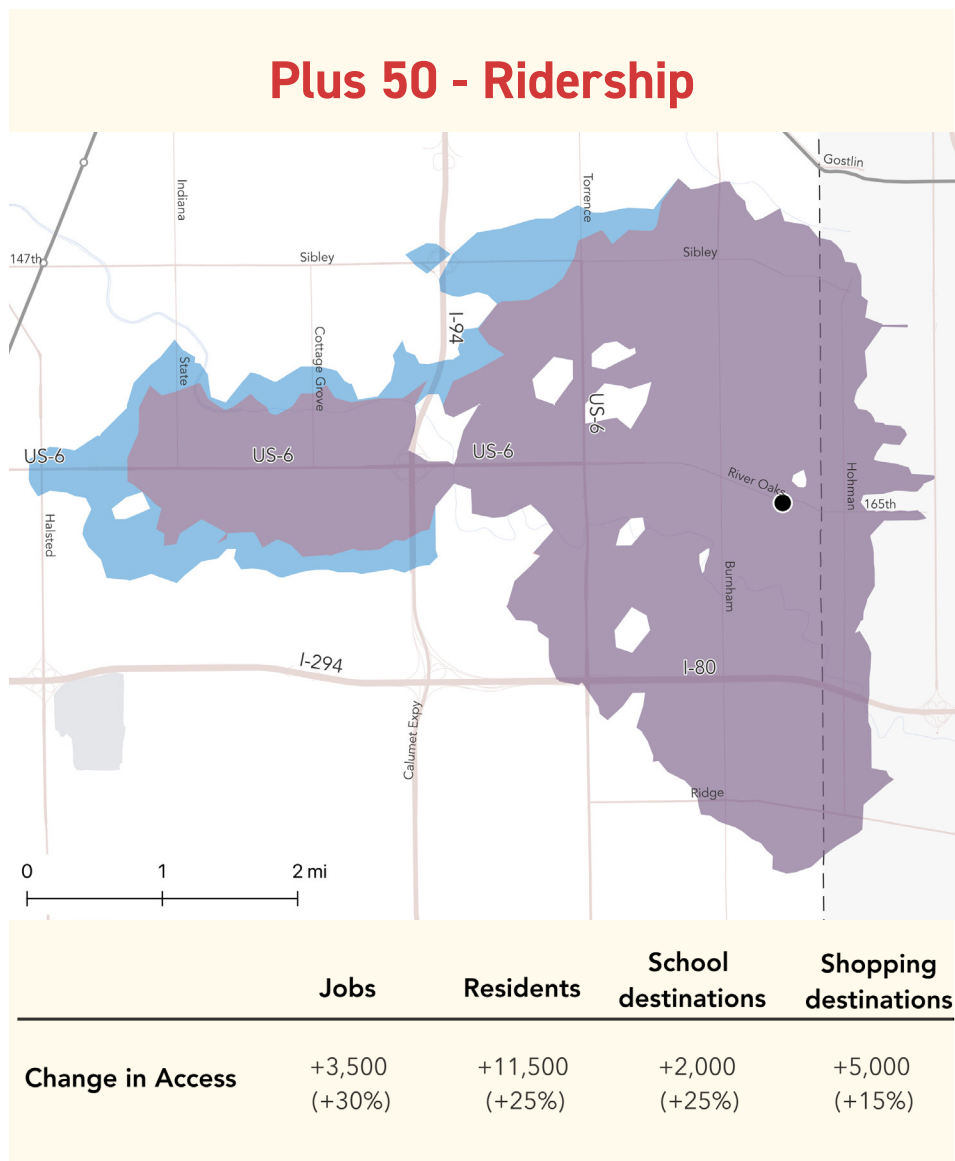 Plus 50 - Ridership
Gostlin
Indiana
Torrence
147th
Sibley
Sibley
I-94
Cottage Grove
State
US-6
US-6
US-6
US-6
River Oaks
Hohman
165th
Halsted
Burnham
I-294
I-80
Calumet Expy
Ridge
0 1 2 mi
Jobs Residents School destinations Shopping destinations
Change in Access +3,500 +11,500 +2,000 +5,000
(+30%) (+25%) (+25%) (+15%)